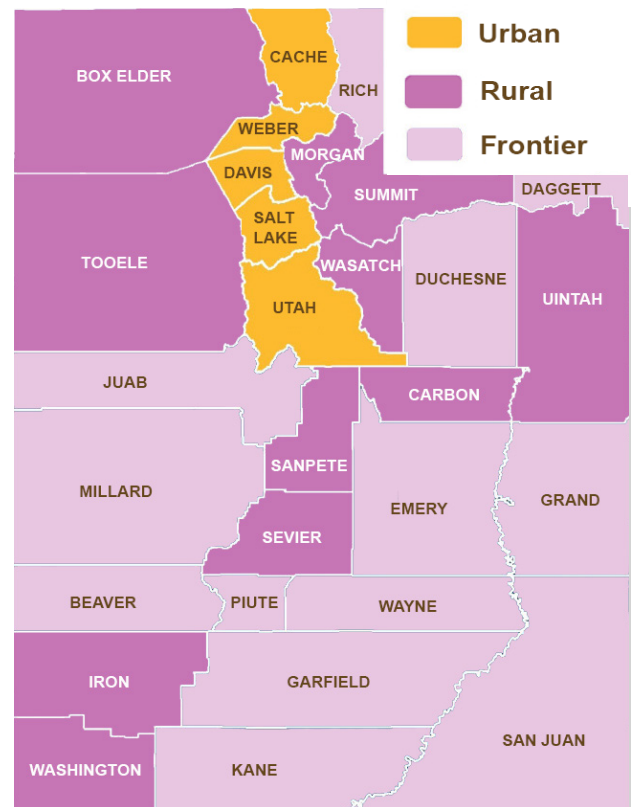 Urban
Rural
Frontier
CACHE
BOX ELDER
RICH
WEBER
MORGAN
DAVIS
SUMMIT
DAGGETT
SALT
LAKE
TOOELE
WASATCH
DUCHESNE
UINTAH
UTAH
JUAB
CARBON
SANPETE
MILLARD
EMERY
GRAND
SEVIER
BEAVER
PIUTE
WAYNE
IRON
GARFIELD
SAN JUAN
WASHINGTON
KANE